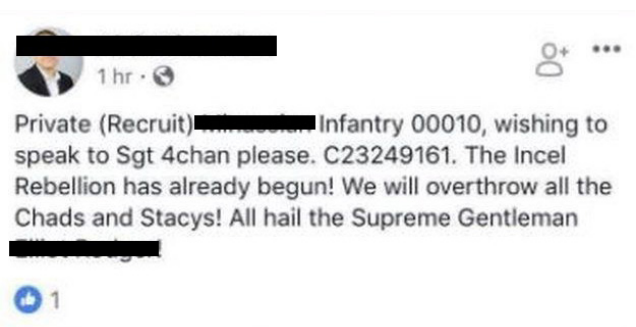 1 hr ·
Private (Recruit) Infantry 00010, wishing to
speak to Sgt 4chan please. C23249161. The Incel
Rebellion has already begun! We will overthrow all the
Chads and Stacys! All hail the Supreme Gentleman
!
1